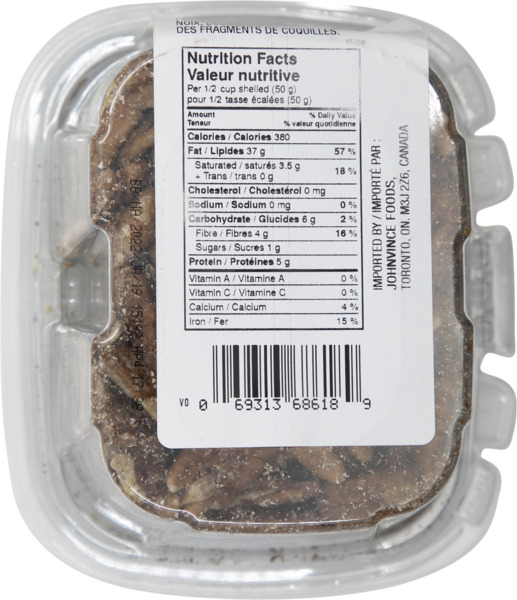 DES FRAGMENTS DE COQUILLES.
Nutrition Facts
Valeur nutritive
Per 1/2 cup shelled (50 g)
pour 1/2 tasse écalées (50 g)
Amount % Daily Value
Teneur % valeur quotidienne
Calories / Calories 380
Fat / Lipides 37 g 57 %
Saturated / saturés 3.5 g
+ Trans / trans 0 g 18 %
Cholesterol / Cholestérol 0 mg
Sodium / Sodium 0 mg 0 %
Carbohydrate / Glucides 6 g 2 %
Fibre / Fibres 4 g 16 %
Sugars / Sucres 1 g
Protein / Protéines 5 g
Vitamin A / Vitamine A 0 %
Vitamin C / Vitamine C 0 %
Calcium / Calcium 4 %
Iron / Fer 15 %
IMPORTED BY / IMPORTÉ PAR :
JOHNVINCE FOODS,
TORONTO, ON. M3J 2Z6, CANADA
V0 0 69313 68618 9